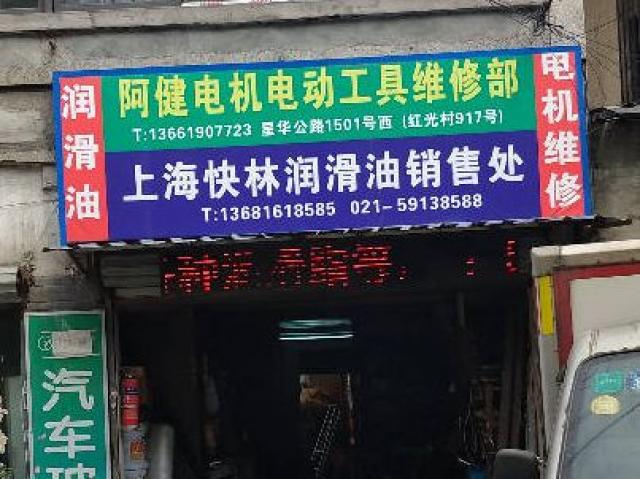 润滑油
阿健电机电动工具维修部
T:13661907723 星华公路1501号西 (红光村917号)
上海快林润滑油销售处
T:13681618585 021-59138588
电机维修
汽车玻